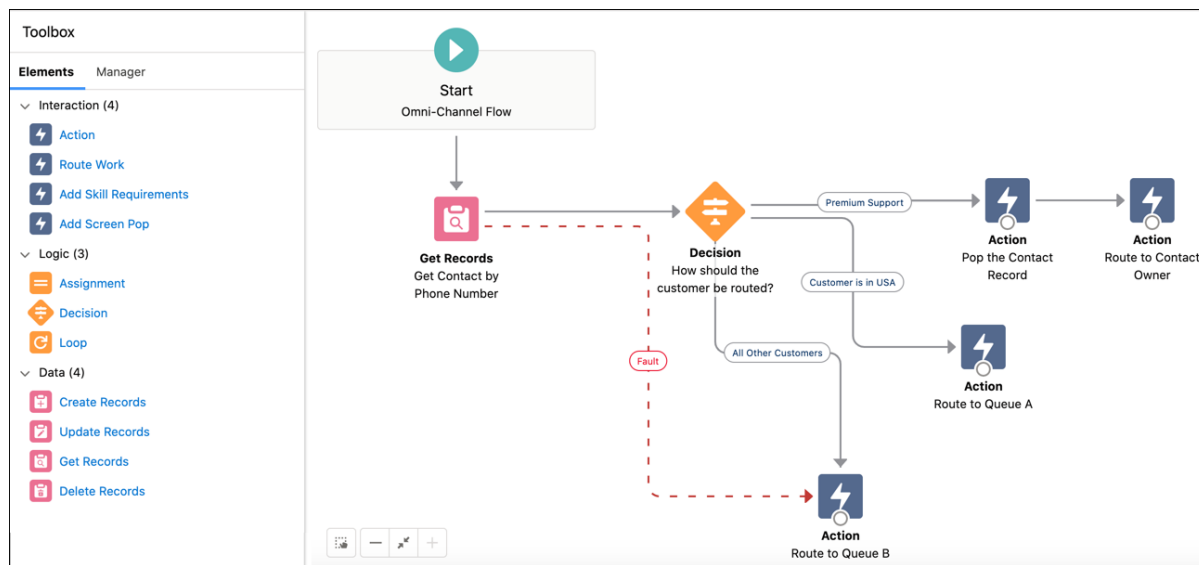 Toolbox
Elements Manager
Interaction (4)
Action
Route Work
Add Skill Requirements
Add Screen Pop
Logic (3)
Assignment
Decision
Loop
Data (4)
Create Records
Update Records
Get Records
Delete Records
Start
Omni-Channel Flow
Get Records
Get Contact by
Phone Number
Decision
How should the
customer be routed?
Premium Support
Action
Pop the Contact
Record
Action
Route to Contact
Owner
Customer is in USA
Action
Route to Queue A
All Other Customers
Fault
Action
Route to Queue B